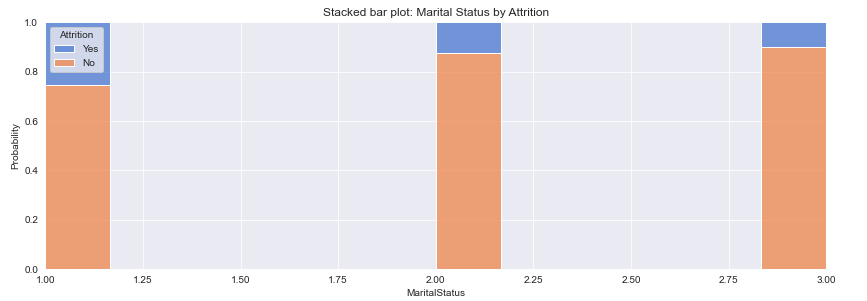 Stacked bar plot: Marital Status by Attrition
Attrition
Yes
No
Probability
1.0
0.8
0.6
0.4
0.2
0.0
1.00 1.25 1.50 1.75 2.00 2.25 2.50 2.75 3.00
MaritalStatus